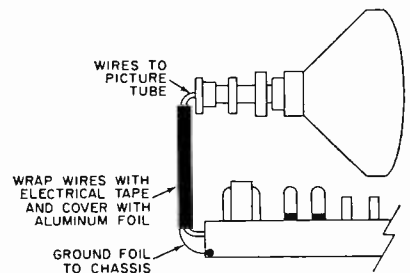 WIRES TO
PICTURE
TUBE
WRAP WIRES WITH
ELECTRICAL TAPE
AND COVER WITH
ALUMINUM FOIL
GROUND FOIL
TO CHASSIS